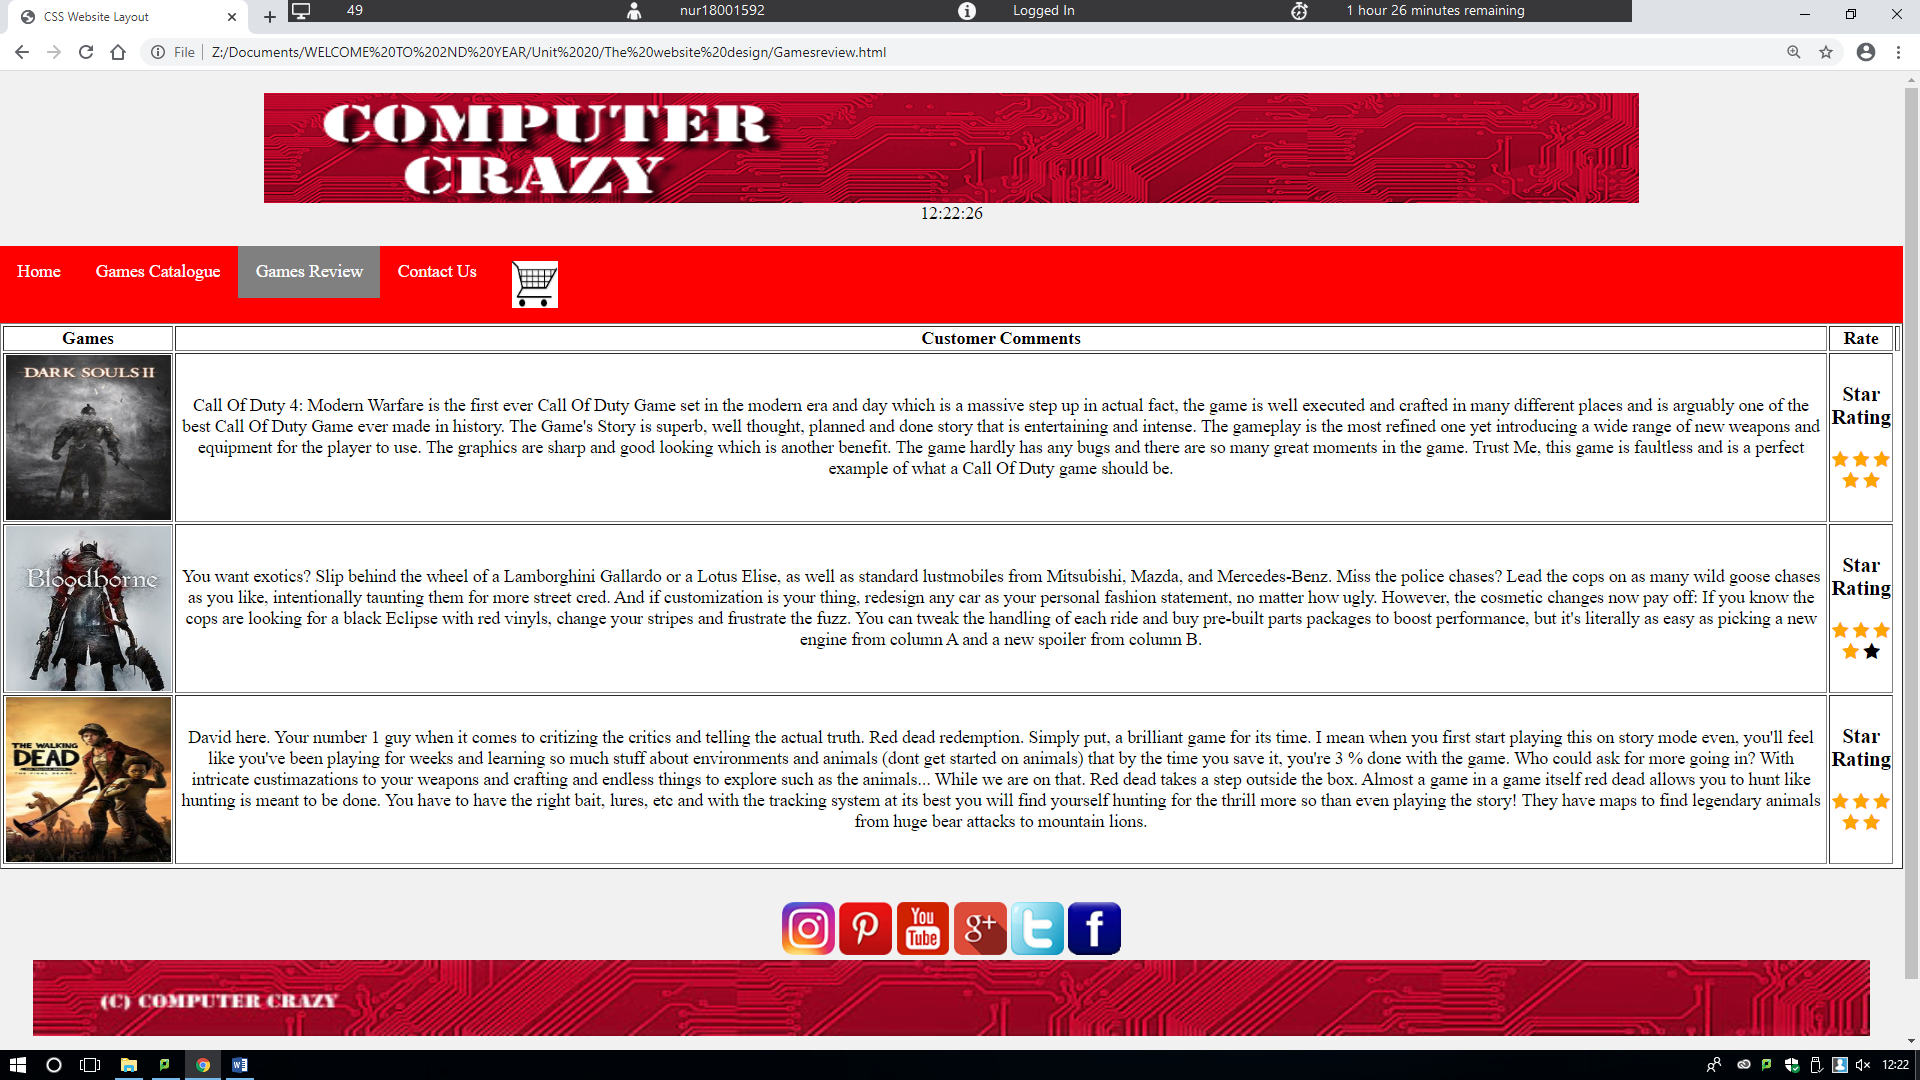 CSS Website Layout
49
nur18001592
Logged In
1 hour 26 minutes remaining
File
Z:/Documents/WELCOME%20TO%202ND%20YEAR/Unit%2020/The%20website%20design/Gamesreview.html
COMPUTER
CRAZY
12:22:26
Home
Games Catalogue
Games Review
Contact Us
Games
Customer Comments
Rate
DARK SOULS II
Call Of Duty 4: Modern Warfare is the first ever Call Of Duty Game set in the modern era and day which is a massive step up in actual fact, the game is well executed and crafted in many different places and is arguably one of the
best Call Of Duty Game ever made in history. The Game's Story is superb, well thought, planned and done story that is entertaining and intense. The gameplay is the most refined one yet introducing a wide range of new weapons and
equipment for the player to use. The graphics are sharp and good looking which is another benefit. The game hardly has any bugs and there are so many great moments in the game. Trust Me, this game is faultless and is a perfect
example of what a Call Of Duty game should be.
Star
Rating
Bloodborne
You want exotics? Slip behind the wheel of a Lamborghini Gallardo or a Lotus Elise, as well as standard lustmobiles from Mitsubishi, Mazda, and Mercedes-Benz. Miss the police chases? Lead the cops on as many wild goose chases
as you like, intentionally taunting them for more street cred. And if customization is your thing, redesign any car as your personal fashion statement, no matter how ugly. However, the cosmetic changes now pay off: If you know the
cops are looking for a black Eclipse with red vinyls, change your stripes and frustrate the fuzz. You can tweak the handling of each ride and buy pre-built parts packages to boost performance, but it's literally as easy as picking a new
engine from column A and a new spoiler from column B.
Star
Rating
THE WALKING
DEAD
THE FINAL SEASON
David here. Your number 1 guy when it comes to critizing the critics and telling the actual truth. Red dead redemption. Simply put, a brilliant game for its time. I mean when you first start playing this on story mode even, you'll feel
like you've been playing for weeks and learning so much stuff about environments and animals (dont get started on animals) that by the time you save it, you're 3 % done with the game. Who could ask for more going in? With
intricate custimazations to your weapons and crafting and endless things to explore such as the animals... While we are on that. Red dead takes a step outside the box. Almost a game in a game itself red dead allows you to hunt like
hunting is meant to be done. You have to have the right bait, lures, etc and with the tracking system at its best you will find yourself hunting for the thrill more so than even playing the story! They have maps to find legendary animals
from huge bear attacks to mountain lions.
Star
Rating
You
Tube
g+
(C) COMPUTER CRAZY
12:22